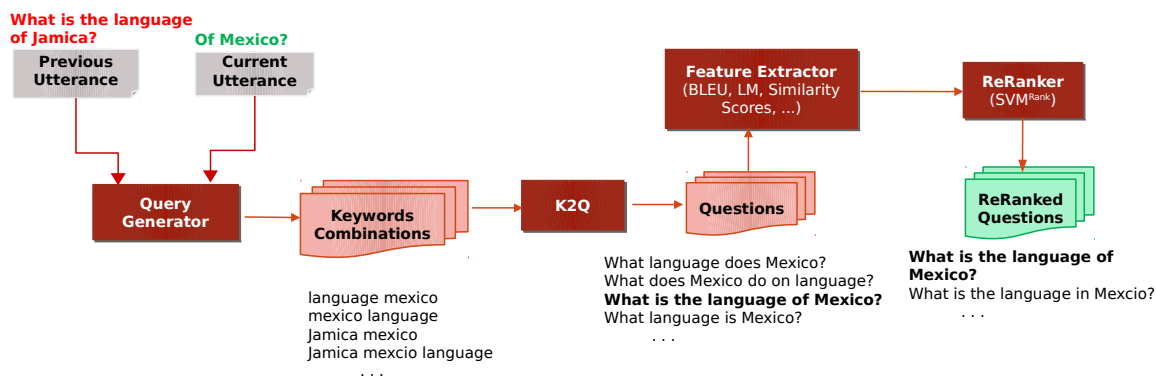 What is the language
of Jamica?
Of Mexico?
Previous
Utterance
Current
Utterance
Query
Generator
Keywords
Combinations
language mexico
mexico language
Jamica mexico
Jamica mexcio language
. . .
K2Q
Questions
What language does Mexico?
What does Mexico do on language?
What is the language of Mexico?
What language is Mexico?
. . .
Feature Extractor
(BLEU, LM, Similarity
Scores, ...)
ReRanker
(SVMRank)
ReRanked
Questions
What is the language of
Mexico?
What is the language in Mexcio?
. . .